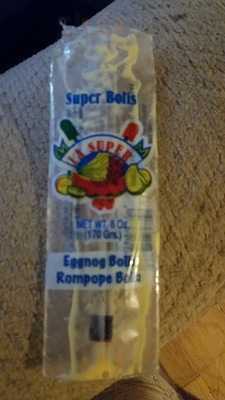 Super Bolis
LA SUPER
NET WT. 6 Oz.
(170 Grs.)
Eggnog Bolis
Rompope Bolis